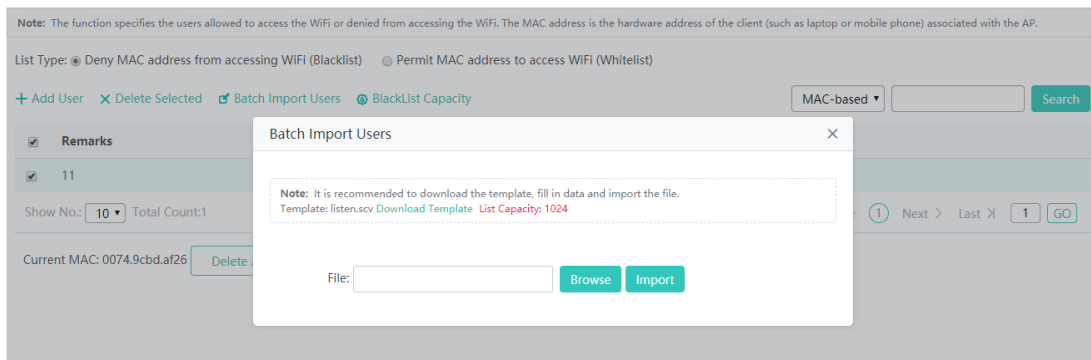 Note: The function specifies the users allowed to access the WiFi or denied from accessing the WiFi. The MAC address is the hardware address of the client (such as laptop or mobile phone) associated with the AP.
List Type: Deny MAC address from accessing WiFi (Blacklist) Permit MAC address to access WiFi (Whitelist)
+ Add User X Delete Selected Batch Import Users BlackList Capacity MAC-based Search
Remarks
11
Show No.: 10 Total Count:1 1 Next > Last 1 GO
Current MAC: 0074.9cbd.af26 Delete
Batch Import Users
Note: It is recommended to download the template, fill in data and import the file.
Template: listen.scv Download Template List Capacity: 1024
File: Browse Import